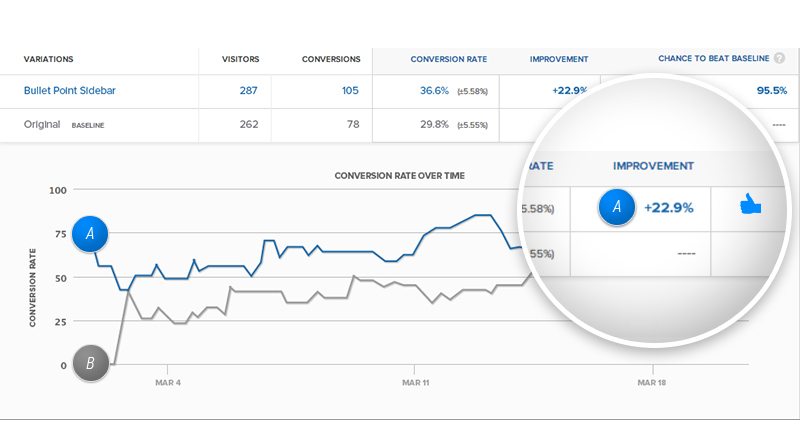 VARIATIONS VISITORS CONVERSIONS CONVERSION RATE IMPROVEMENT CHANCE TO BEAT BASELINE ?
Bullet Point Sidebar 287 105 36.6% (±5.58%) +22.9% 95.5%
Original BASELINE 262 78 29.8% (±5.55%) ----
CONVERSION RATE OVER TIME
RATE IMPROVEMENT
5.58%) A +22.9%
55%) ----
CONVERSION RATE
100
75
50
25
0
A
B
MAR 4 MAR 11 MAR 18